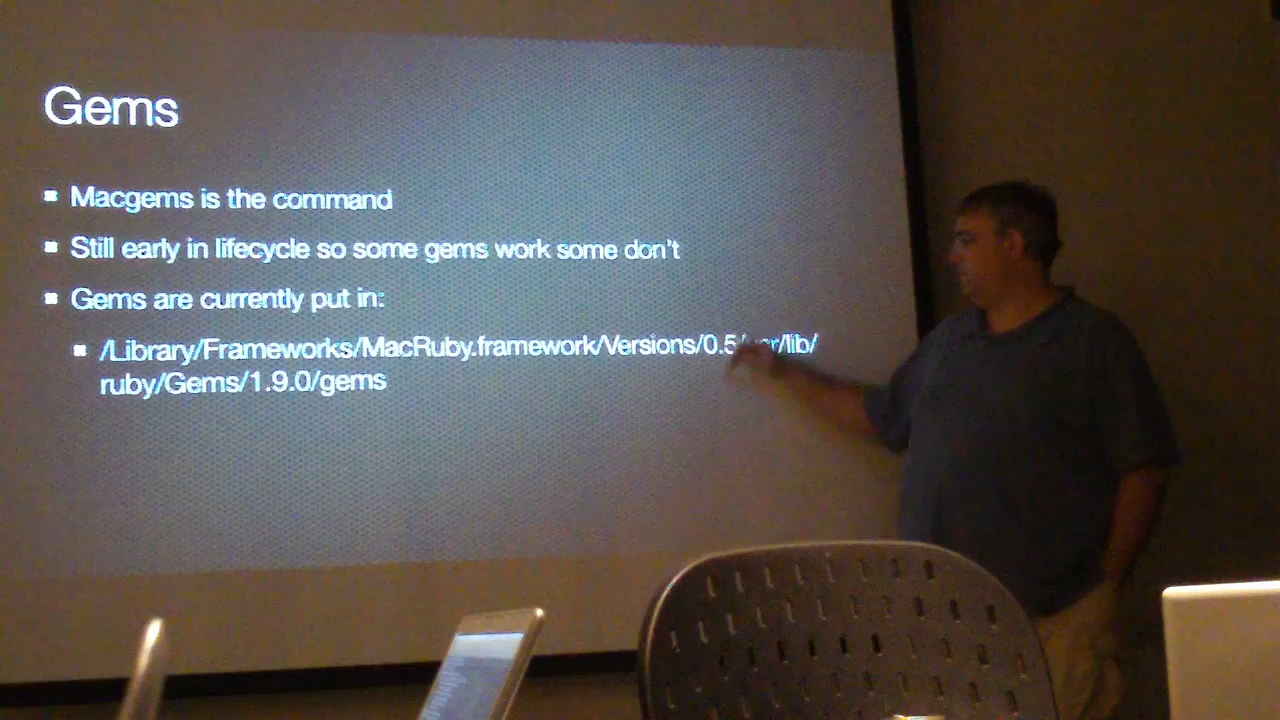 Gems
Macgems is the command
Still early in lifecycle so some gems work some don't
Gems are currently put in:
/Library/Frameworks/MacRuby.framework/Versions/0.5/usr/lib/
ruby/Gems/1.9.0/gems